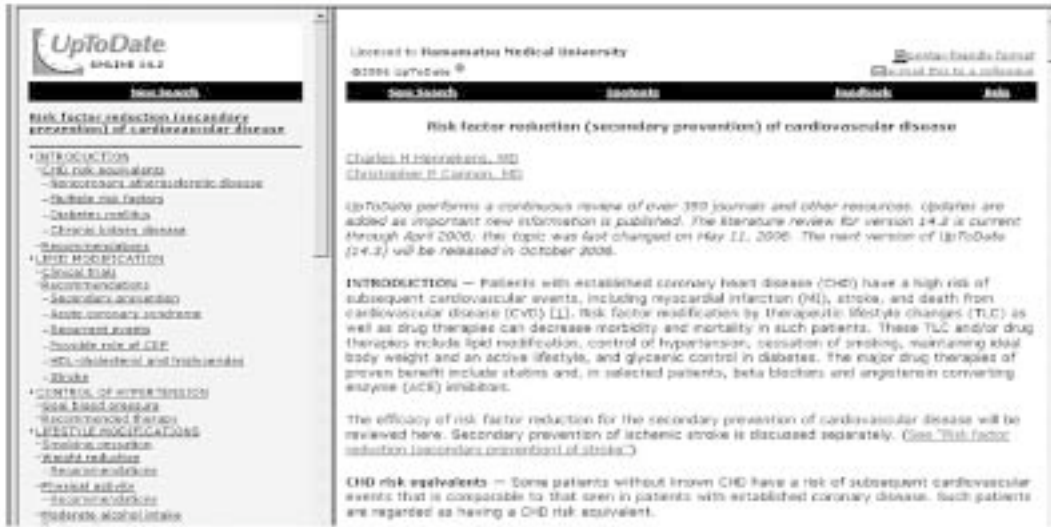 UpToDate
ONLINE 14.2
New Search
Risk factor reduction (secondary
prevention) of cardiovascular disease
INTRODUCTION
CHD risk equivalents
Noncoronary atherosclerotic disease
Multiple risk factors
Diabetes mellitus
Chronic kidney disease
Recommendations
LIPID MODIFICATION
Clinical trials
Recommendations
Secondary prevention
Acute coronary syndrome
Recurrent events
Possible role of CRP
HDL-cholesterol and triglycerides
Stroke
CONTROL OF HYPERTENSION
Goal blood pressure
Recommended therapy
LIFESTYLE MODIFICATIONS
Smoking cessation
Weight reduction
Recommendations
Physical activity
Recommendations
Moderate alcohol intake
Licensed to Hamamatsu Medical University
©2006 UpToDate ®
Printer-friendly format
E-mail this to a colleague
New Search Contents Feedback Help
Risk factor reduction (secondary prevention) of cardiovascular disease
Charles H Hennekens, MD
Christopher P Cannon, MD
UpToDate performs a continuous review of over 350 journals and other resources. Updates are
added as important new information is published. The literature review for version 14.2 is current
through April 2006; this topic was last changed on May 11, 2006. The next version of UpToDate
(14.3) will be released in October 2006.
INTRODUCTION — Patients with established coronary heart disease (CHD) have a high risk of
subsequent cardiovascular events, including myocardial infarction (MI), stroke, and death from
cardiovascular disease (CVD) [1]. Risk factor modification by therapeutic lifestyle changes (TLC) as
well as drug therapies can decrease morbidity and mortality in such patients. These TLC and/or drug
therapies include lipid modification, control of hypertension, cessation of smoking, maintaining ideal
body weight and an active lifestyle, and glycemic control in diabetes. The major drug therapies of
proven benefit include statins and, in selected patients, beta blockers and angiotensin converting
enzyme (ACE) inhibitors.
The efficacy of risk factor reduction for the secondary prevention of cardiovascular disease will be
reviewed here. Secondary prevention of ischemic stroke is discussed separately. (See "Risk factor
reduction (secondary prevention) of stroke")
CHD risk equivalents — Some patients without known CHD have a risk of subsequent cardiovascular
events that is comparable to that seen in patients with established coronary disease. Such patients
are regarded as having a CHD risk equivalent.